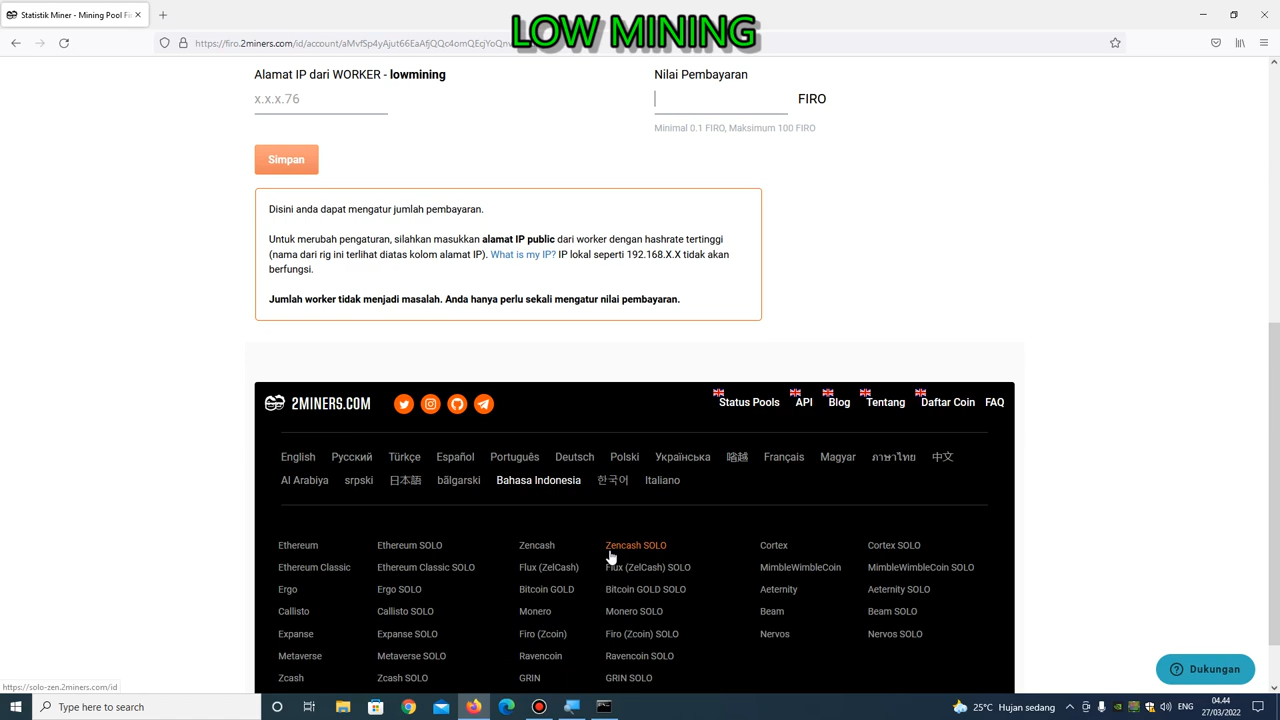 Statistik Miner - Mining Pool Fi
LOW MINING
https://firo.2miners.com/id/account/aMvfSpkyAjut66EaAfjQQc4omQEqYoQnv
Alamat IP dari WORKER - lowmining
Nilai Pembayaran
x.x.x.76
FIRO
Minimal 0.1 FIRO, Maksimum 100 FIRO
Simpan
Disini anda dapat mengatur jumlah pembayaran.
Untuk merubah pengaturan, silahkan masukkan alamat IP public dari worker dengan hashrate tertinggi
(nama dari rig ini terlihat diatas kolom alamat IP). What is my IP? IP lokal seperti 192.168.X.X tidak akan
berfungsi.
Jumlah worker tidak menjadi masalah. Anda hanya perlu sekali mengatur nilai pembayaran.
2MINERS.COM
Status Pools API Blog Tentang Daftar Coin FAQ
English Русский Türkçe Español Português Deutsch Polski Українська 啗越 Français Magyar ภาษาไทย 中文
Al Arabiya srpski 日本語 bãlgarski Bahasa Indonesia 한국어 Italiano
Ethereum Ethereum SOLO Zencash Zencash SOLO Cortex Cortex SOLO
Ethereum Classic Ethereum Classic SOLO Flux (ZelCash) Flux (ZelCash) SOLO MimbleWimbleCoin MimbleWimbleCoin SOLO
Ergo Ergo SOLO Bitcoin GOLD Bitcoin GOLD SOLO Aeternity Aeternity SOLO
Callisto Callisto SOLO Monero Monero SOLO Beam Beam SOLO
Expanse Expanse SOLO Firo (Zcoin) Firo (Zcoin) SOLO Nervos Nervos SOLO
Metaverse Metaverse SOLO Ravencoin Ravencoin SOLO
Zcash Zcash SOLO GRIN GRIN SOLO
Dukungan
https://solo-zen.2miners.com/id
Type here to search
25°C Hujan sedang
ENG
04.44
27/03/2022